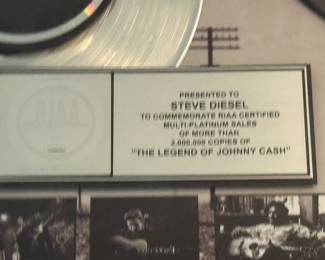 PRESENTED TO
STEVE DIESEL
TO COMMEMORATE RIAA CERTIFIED
MULTI-PLATINUM SALES
OF MORE THAN
2,000,000 COPIES OF
"THE LEGEND OF JOHNNY CASH"